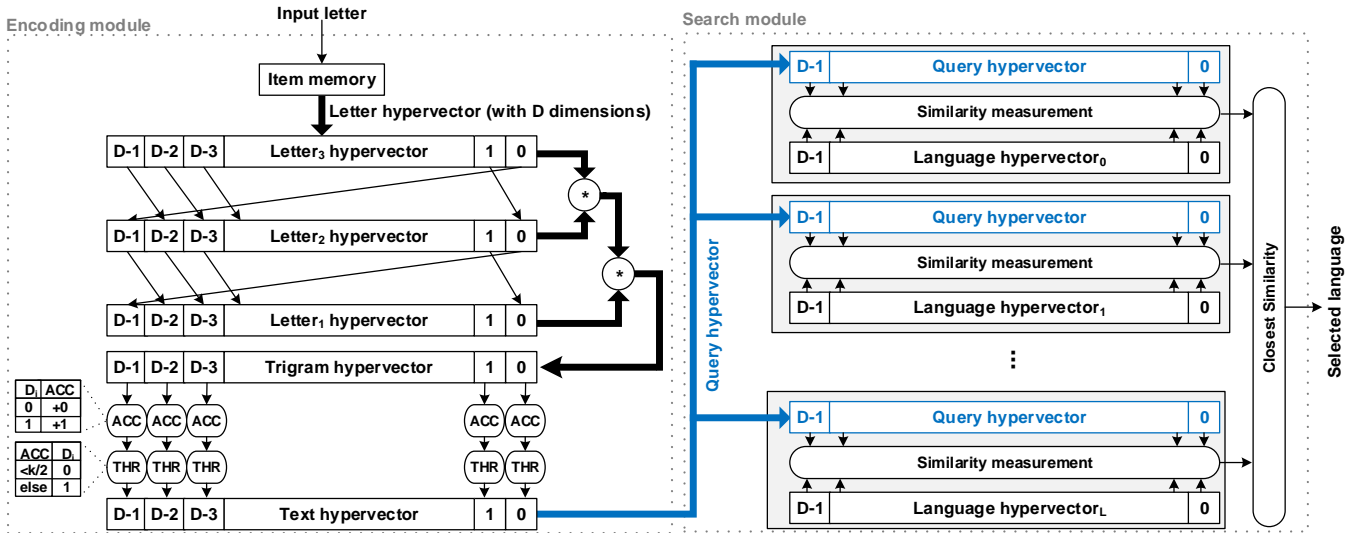 Encoding module
Input letter
Item memory
Letter hypervector (with D dimensions)
D-1 D-2 D-3 Letter₃ hypervector 1 0
*
D-1 D-2 D-3 Letter₂ hypervector 1 0
*
D-1 D-2 D-3 Letter₁ hypervector 1 0
D-1 D-2 D-3 Trigram hypervector 1 0
Dᵢ ACC
0 +0
1 +1
ACC ACC ACC ACC ACC
ACC Dᵢ
<k/2 0
else 1
THR THR THR THR THR
D-1 D-2 D-3 Text hypervector 1 0
Query hypervector
Search module
D-1 Query hypervector 0
Similarity measurement
D-1 Language hypervector₀ 0
D-1 Query hypervector 0
Similarity measurement
D-1 Language hypervector₁ 0
...
D-1 Query hypervector 0
Similarity measurement
D-1 Language hypervector_L 0
Closest Similarity
Selected language